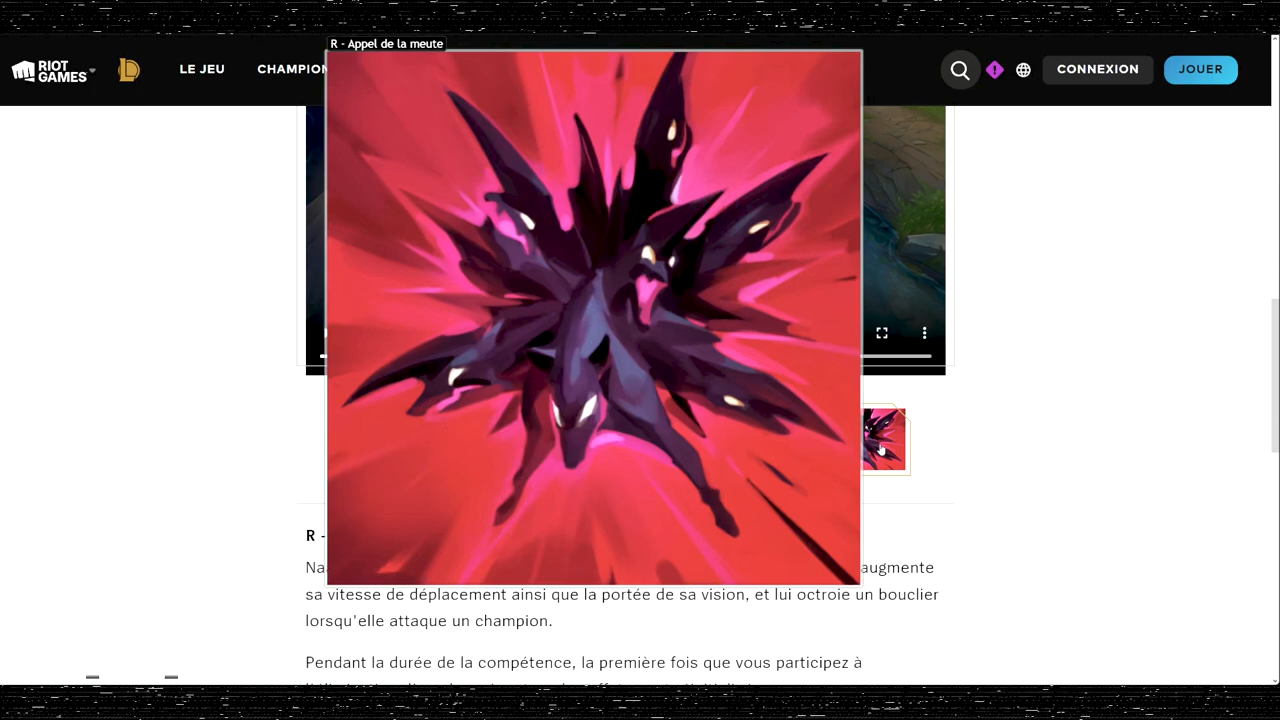 R - Appel de la meute
RIOT GAMES
LE JEU
CHAMPION
CONNEXION
JOUER
R -
Na
augmente
sa vitesse de déplacement ainsi que la portée de sa vision, et lui octroie un bouclier
lorsqu'elle attaque un champion.
Pendant la durée de la compétence, la première fois que vous participez à